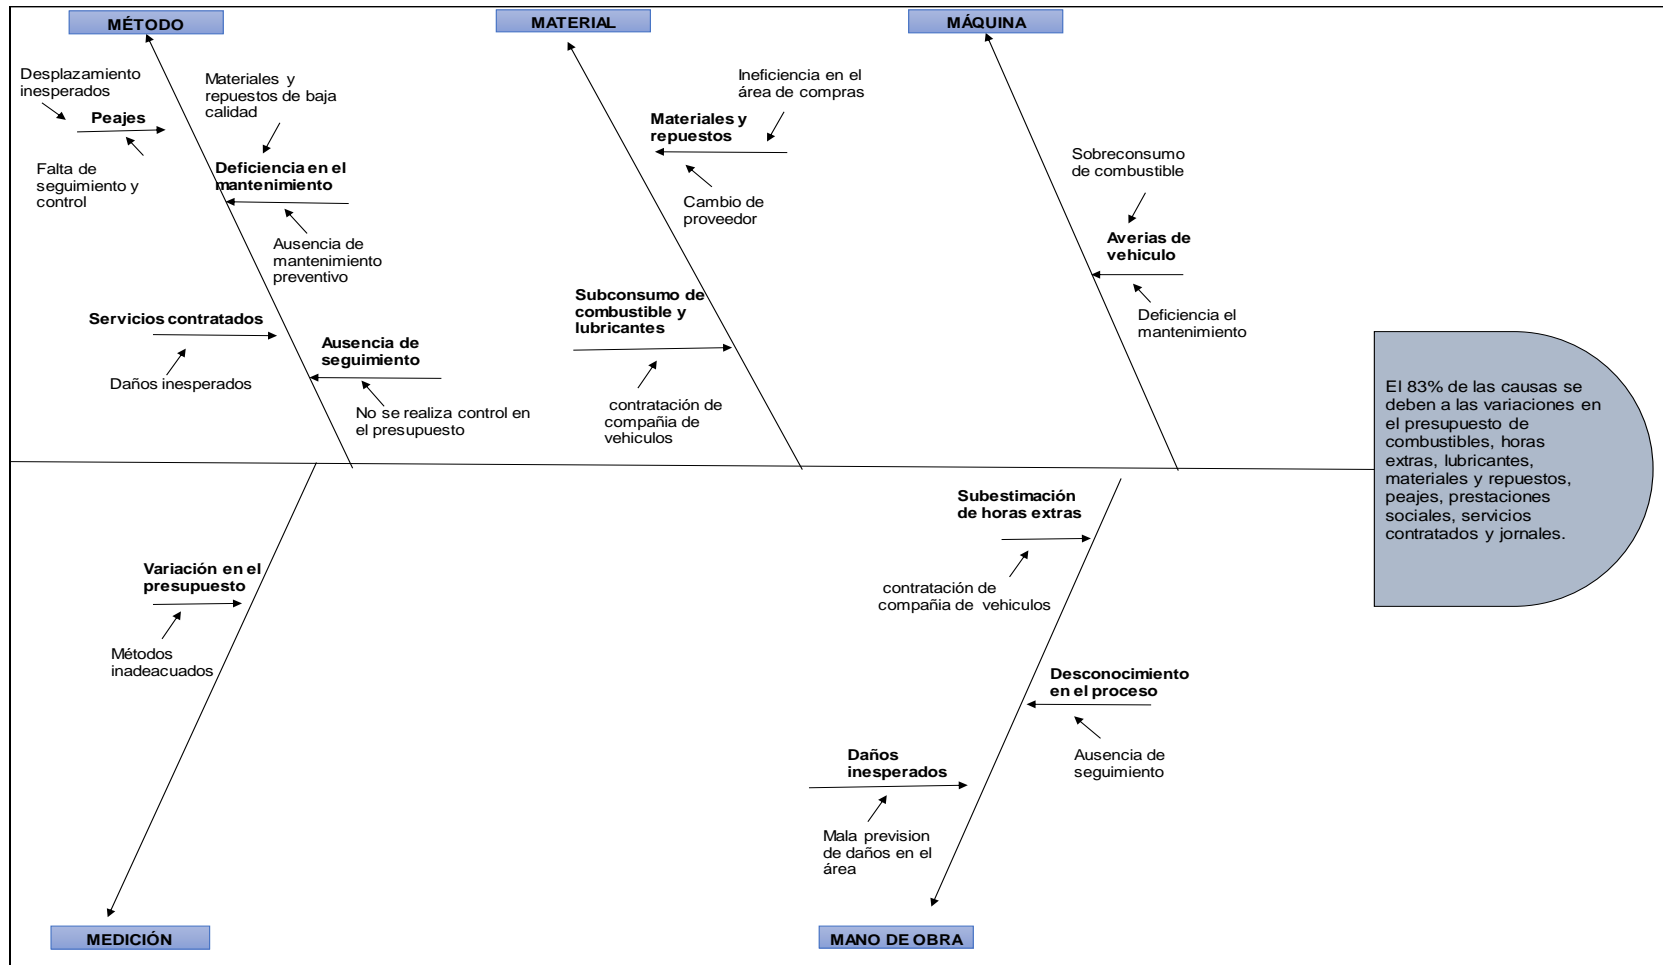 MÉTODO
MATERIAL
MÁQUINA
Desplazamiento
inesperados
Peajes
Falta de
seguimiento y
control
Materiales y
repuestos de baja
calidad
Deficiencia en el
mantenimiento
Ausencia de
mantenimiento
preventivo
Servicios contratados
Daños inesperados
Ausencia de
seguimiento
No se realiza control en
el presupuesto
Ineficiencia en el
área de compras
Materiales y
repuestos
Cambio de
proveedor
Subconsumo de
combustible y
lubricantes
contratación de
compañia de
vehiculos
Sobreconsumo
de combustible
Averias de
vehiculo
Deficiencia el
mantenimiento
El 83% de las causas se
deben a las variaciones en
el presupuesto de
combustibles, horas
extras, lubricantes,
materiales y repuestos,
peajes, prestaciones
sociales, servicios
contratados y jornales.
Variación en el
presupuesto
Métodos
inadeacuados
Subestimación
de horas extras
contratación de
compañia de vehiculos
Desconocimiento
en el proceso
Ausencia de
seguimiento
Daños
inesperados
Mala prevision
de daños en el
área
MEDICIÓN
MANO DE OBRA